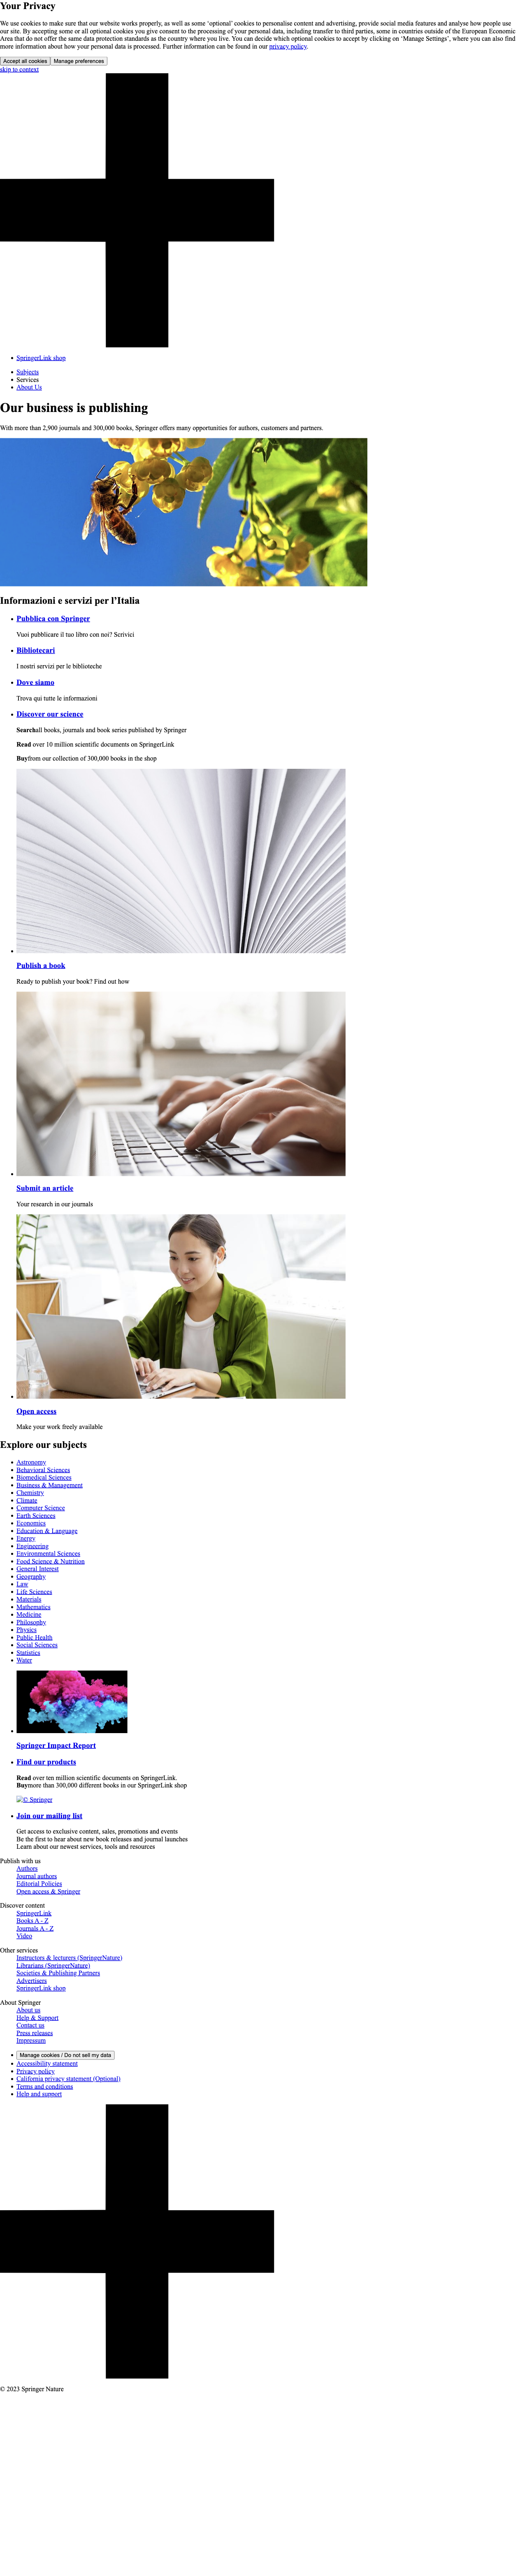 Your Privacy
We use cookies to make sure that our website works properly, as well as some ‘optional’ cookies to personalise content and advertising, provide social media features and analyse how people use
our site. By accepting some or all optional cookies you give consent to the processing of your personal data, including transfer to third parties, some in countries outside of the European Economic
Area that do not offer the same data protection standards as the country where you live. You can decide which optional cookies to accept by clicking on ‘Manage Settings’, where you can also find
more information about how your personal data is processed. Further information can be found in our privacy policy.
Accept all cookies Manage preferences
skip to context
SpringerLink shop
Subjects
Services
About Us
Our business is publishing
With more than 2,900 journals and 300,000 books, Springer offers many opportunities for authors, customers and partners.
Informazioni e servizi per l’Italia
Pubblica con Springer
Vuoi pubblicare il tuo libro con noi? Scrivici
Bibliotecari
I nostri servizi per le biblioteche
Dove siamo
Trova qui tutte le informazioni
Discover our science
Searchall books, journals and book series published by Springer
Read over 10 million scientific documents on SpringerLink
Buyfrom our collection of 300,000 books in the shop
Publish a book
Ready to publish your book? Find out how
Submit an article
Your research in our journals
Open access
Make your work freely available
Explore our subjects
Astronomy
Behavioral Sciences
Biomedical Sciences
Business & Management
Chemistry
Climate
Computer Science
Earth Sciences
Economics
Education & Language
Energy
Engineering
Environmental Sciences
Food Science & Nutrition
General Interest
Geography
Law
Life Sciences
Materials
Mathematics
Medicine
Philosophy
Physics
Public Health
Social Sciences
Statistics
Water
Springer Impact Report
Find our products
Read over ten million scientific documents on SpringerLink.
Buymore than 300,000 different books in our SpringerLink shop
© Springer
Join our mailing list
Get access to exclusive content, sales, promotions and events
Be the first to hear about new book releases and journal launches
Learn about our newest services, tools and resources
Publish with us
Authors
Journal authors
Editorial Policies
Open access & Springer
Discover content
SpringerLink
Books A - Z
Journals A - Z
Video
Other services
Instructors & lecturers (SpringerNature)
Librarians (SpringerNature)
Societies & Publishing Partners
Advertisers
SpringerLink shop
About Springer
About us
Help & Support
Contact us
Press releases
Impressum
Manage cookies / Do not sell my data
Accessibility statement
Privacy policy
California privacy statement (Optional)
Terms and conditions
Help and support
© 2023 Springer Nature